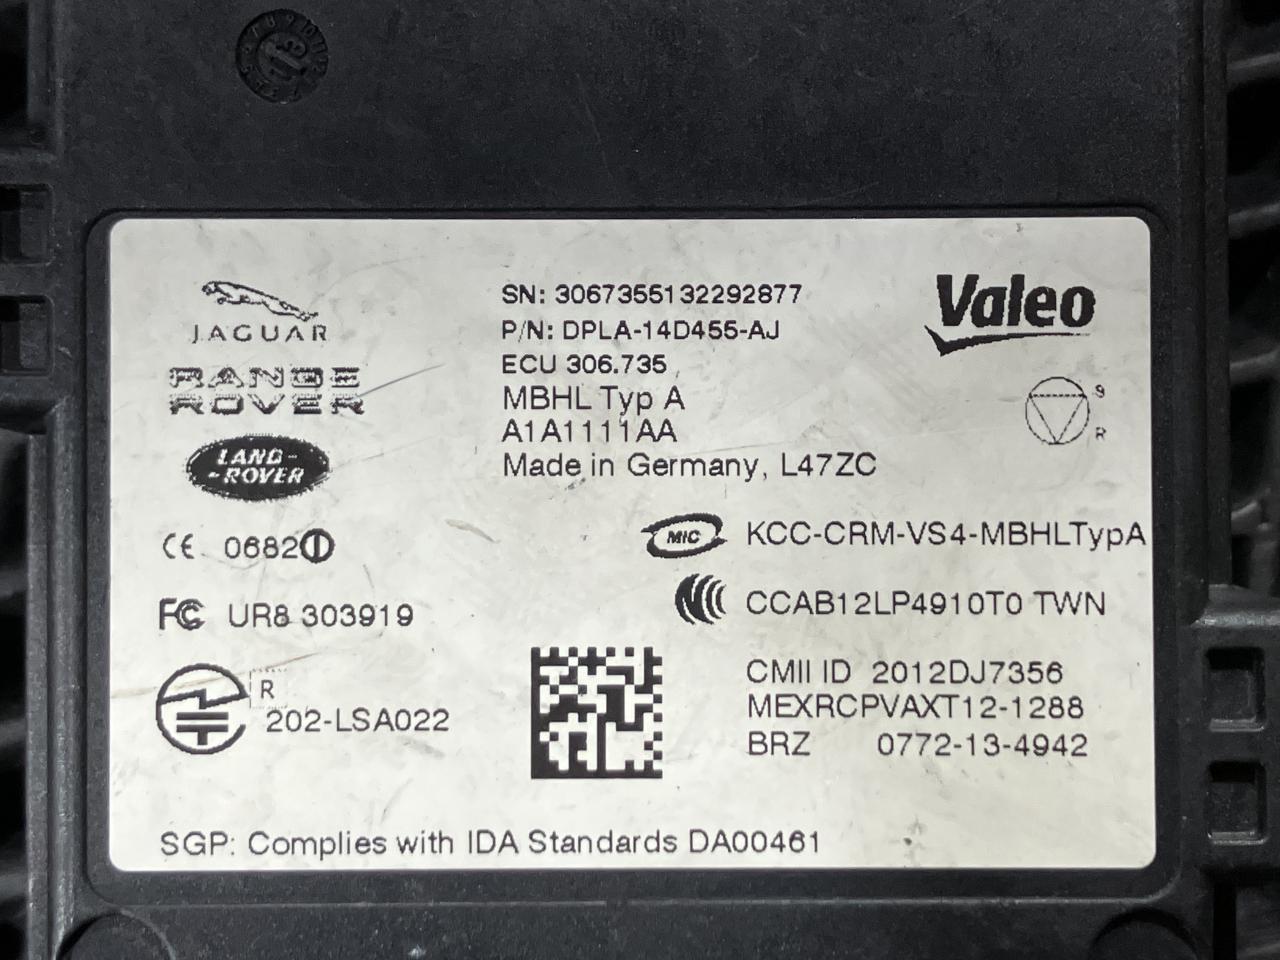 JAGUAR
RANGE
ROVER
LAND-
-ROVER
SN: 3067355132292877
P/N: DPLA-14D455-AJ
ECU 306.735
MBHL Typ A
A1A1111AA
Made in Germany, L47ZC
Valeo
9
R
CE 0682
FC UR8 303919
R
202-LSA022
MIC KCC-CRM-VS4-MBHLTypA
CCAB12LP4910T0 TWN
CMII ID 2012DJ7356
MEXRCPVAXT12-1288
BRZ 0772-13-4942
SGP: Complies with IDA Standards DA00461